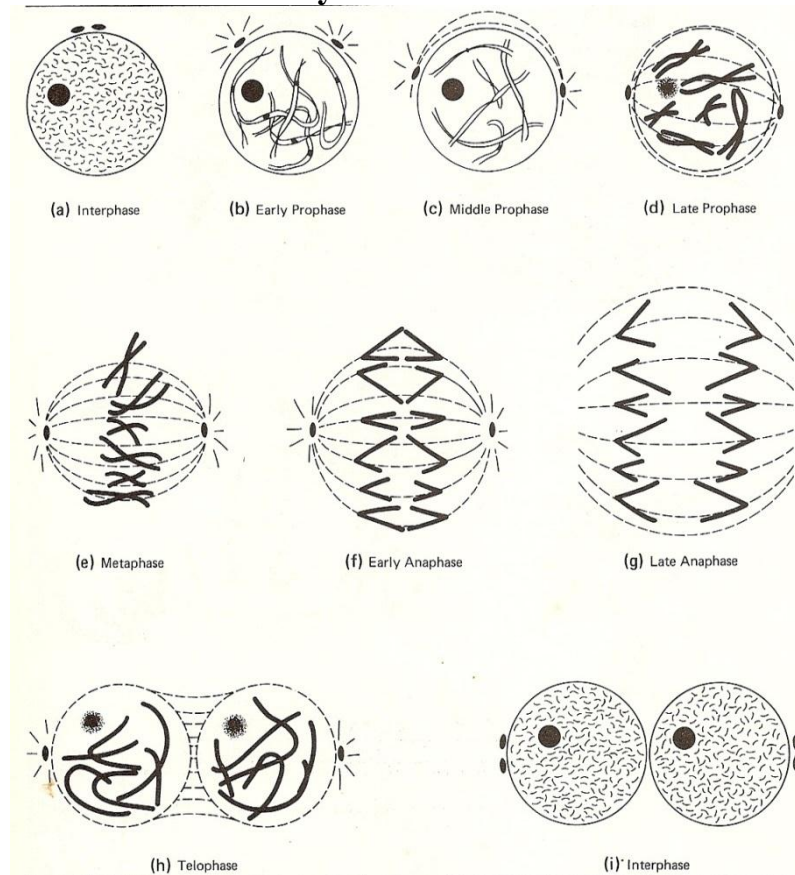 (a) Interphase
(b) Early Prophase
(c) Middle Prophase
(d) Late Prophase
(e) Metaphase
(f) Early Anaphase
(g) Late Anaphase
(h) Telophase
(i) Interphase